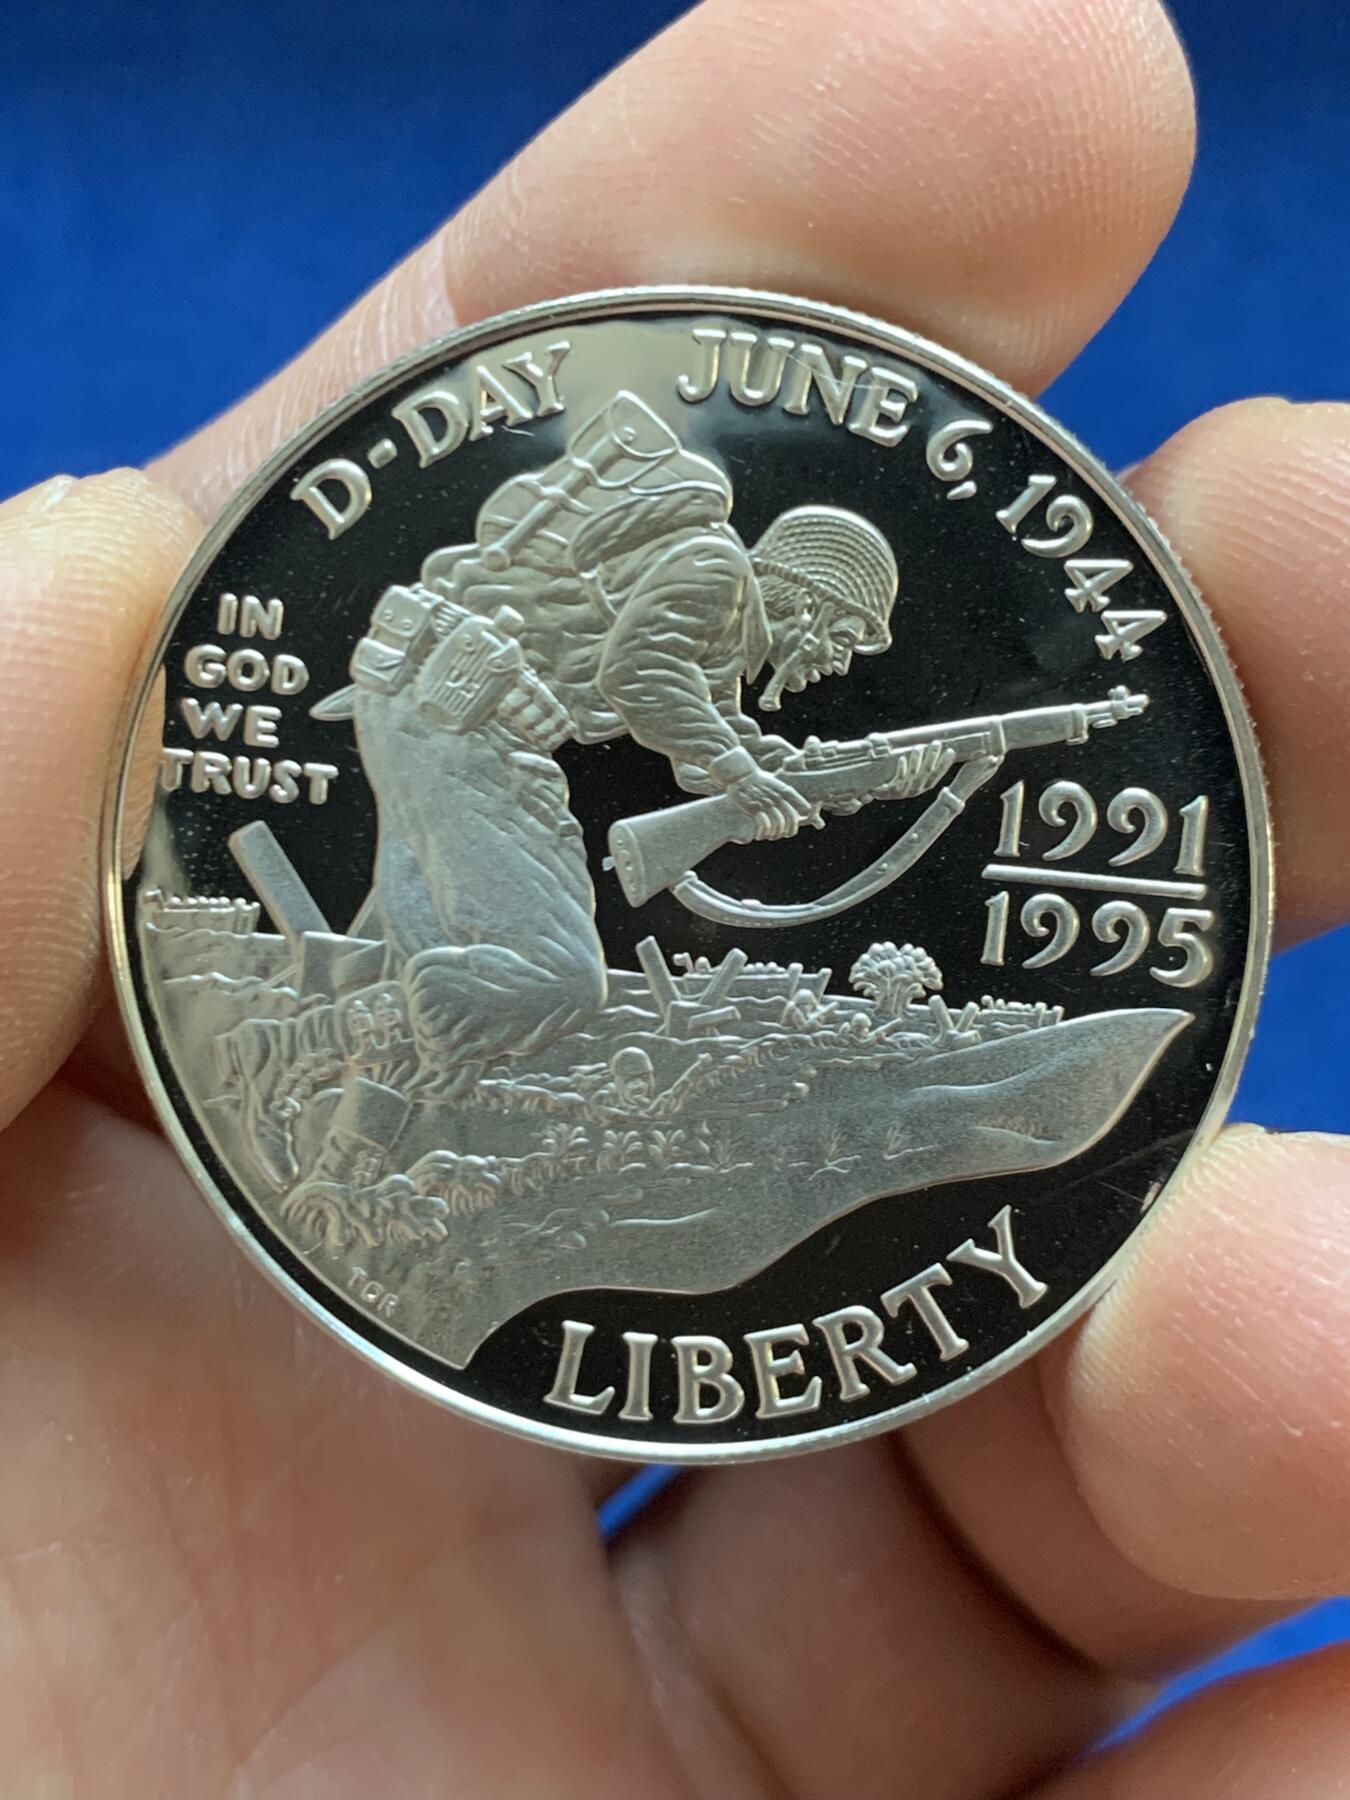 D-DAY JUNE 6, 1944
IN
GOD
WE
TRUST
1991
1995
TDR
LIBERTY